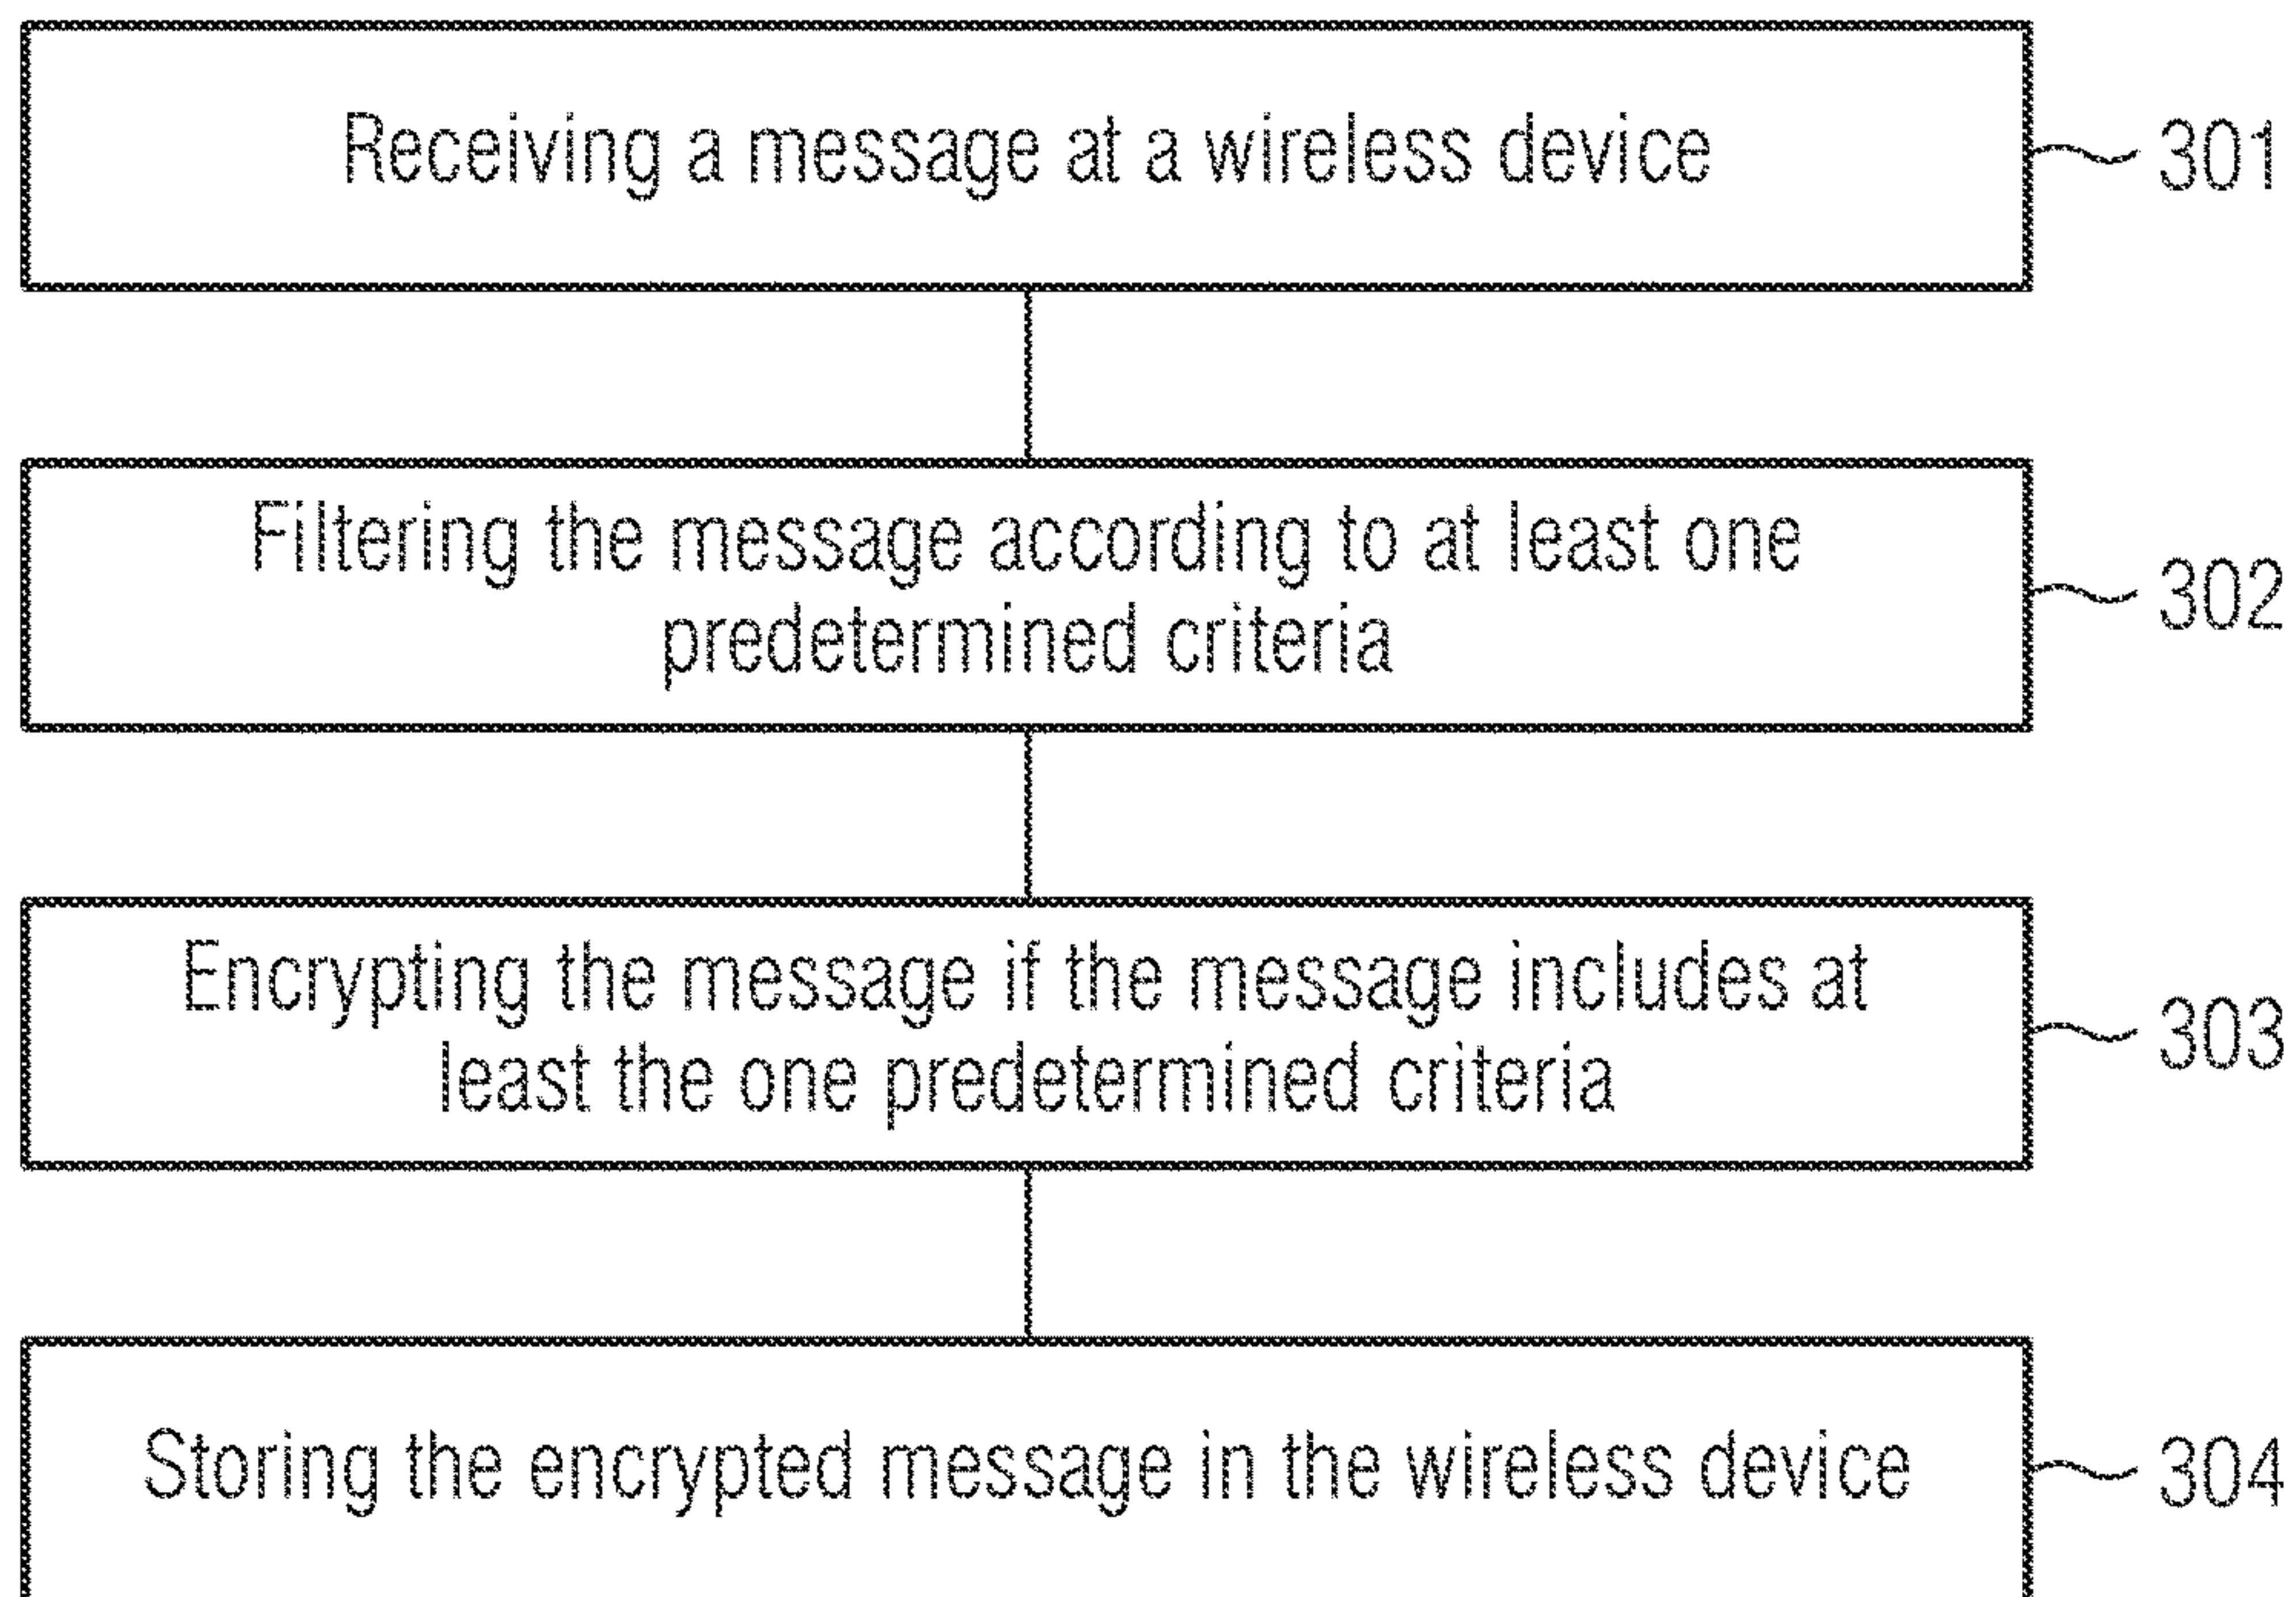 Receiving a message at a wireless device
301
Filtering the message according to at least one
predetermined criteria
302
Encrypting the message if the message includes at
least the one predetermined criteria
303
Storing the encrypted message in the wireless device
304